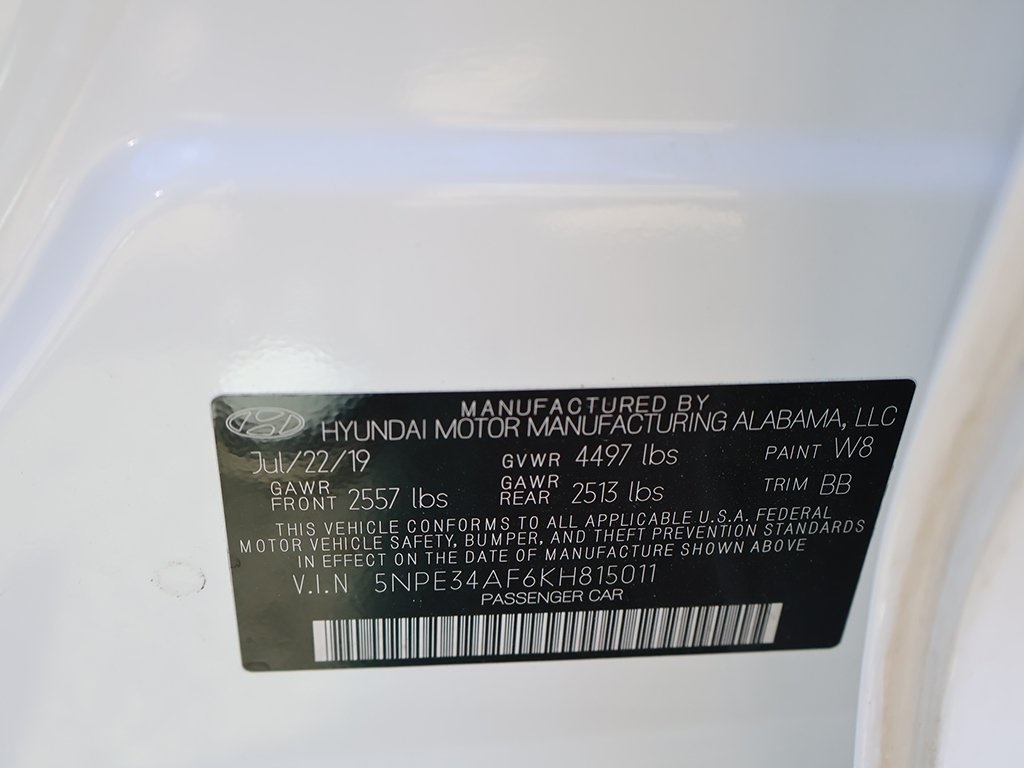 MANUFACTURED BY
HYUNDAI MOTOR MANUFACTURING ALABAMA, LLC
Jul/22/19 GVWR 4497 lbs PAINT W8
GAWR FRONT 2557 lbs GAWR REAR 2513 lbs TRIM BB
THIS VEHICLE CONFORMS TO ALL APPLICABLE U.S.A. FEDERAL
MOTOR VEHICLE SAFETY, BUMPER, AND THEFT PREVENTION STANDARDS
IN EFFECT ON THE DATE OF MANUFACTURE SHOWN ABOVE
V.I.N 5NPE34AF6KH815011
PASSENGER CAR